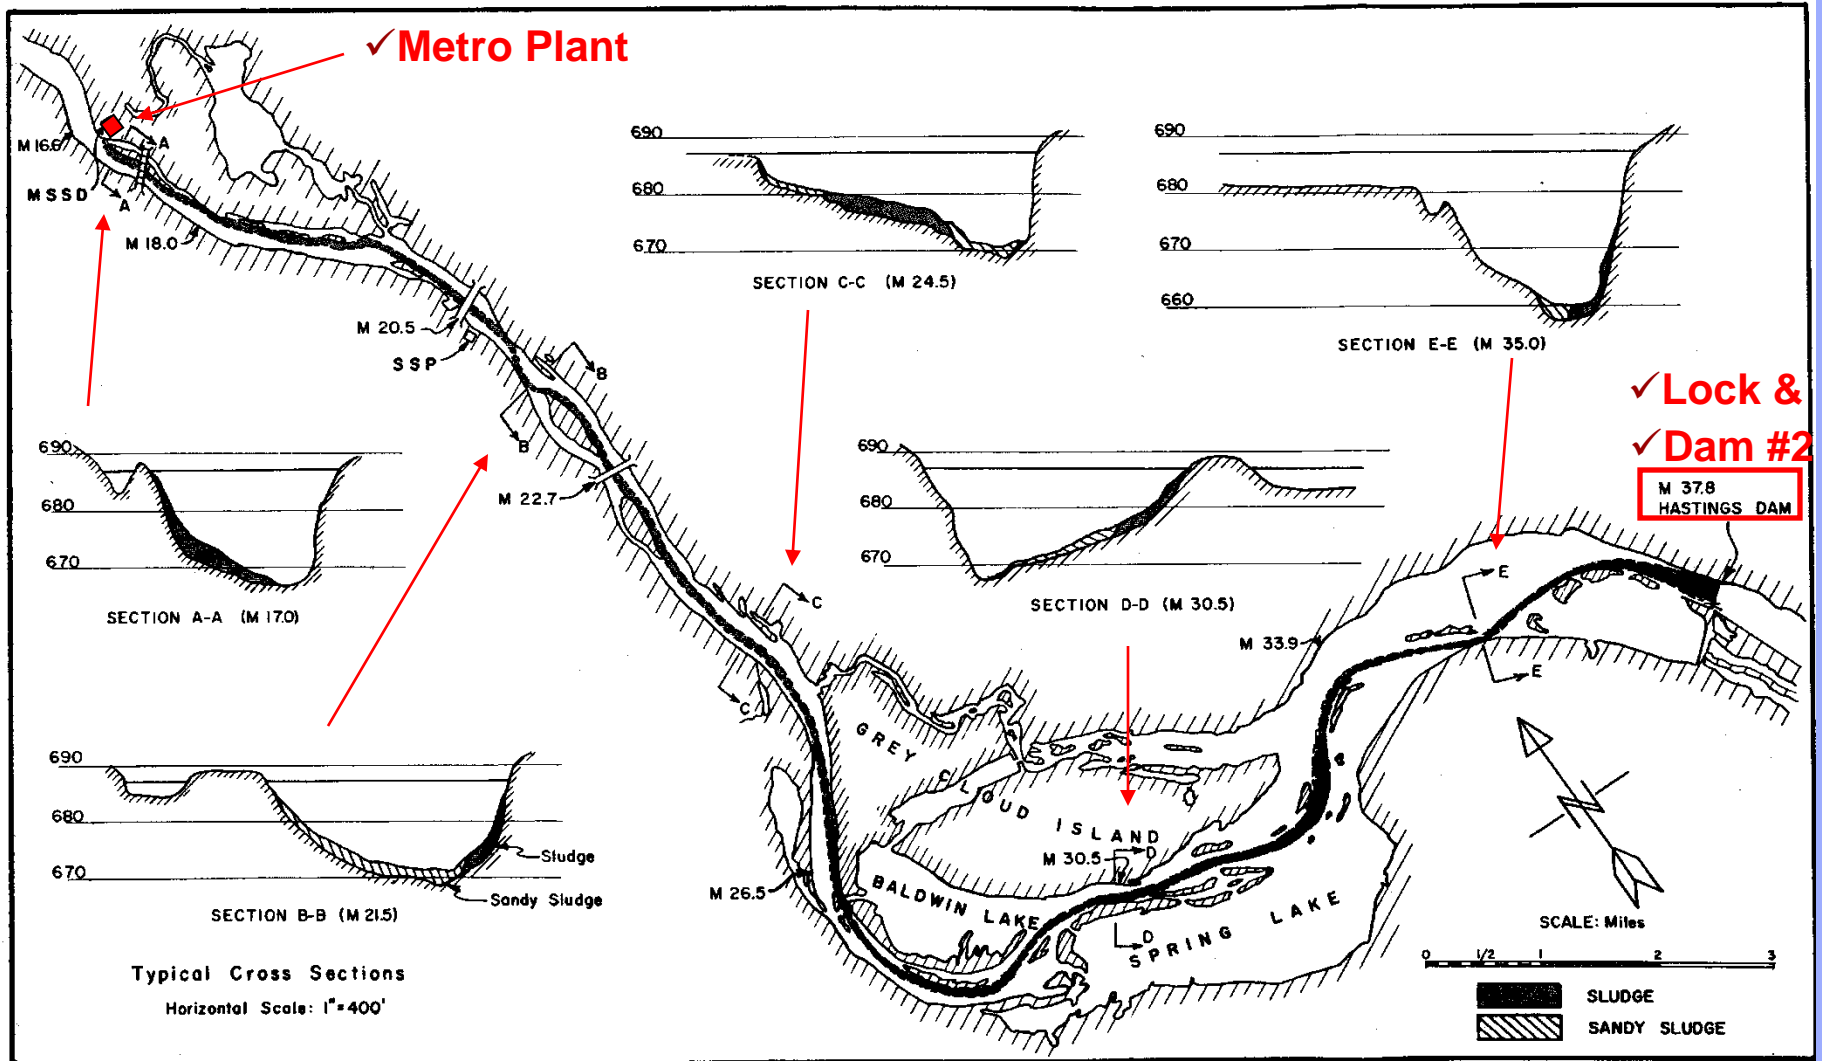 ✓Metro Plant
M 16.6
A
MSSD
A
M 18.0
690
680
670
SECTION C-C (M 24.5)
690
680
670
660
SECTION E-E (M 35.0)
✓Lock &
✓Dam #2
M 37.8
HASTINGS DAM
M 20.5
SSP
B
B
M 22.7
690
680
670
SECTION A-A (M 17.0)
690
680
670
SECTION D-D (M 30.5)
C
C
E
E
M 33.9
GREY CLOUD ISLAND
M 30.5
D
D
BALDWIN LAKE
SPRING LAKE
M 26.5
690
680
670
Sludge
Sandy Sludge
SECTION B-B (M 21.5)
Typical Cross Sections
Horizontal Scale: 1"=400'
N
SCALE: Miles
0 1/2 1 2 3
SLUDGE
SANDY SLUDGE